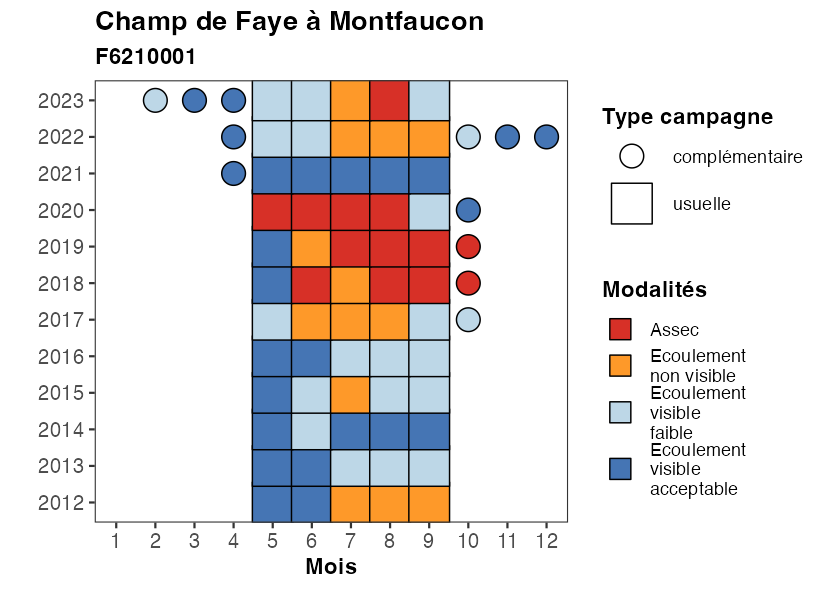 Champ de Faye à Montfaucon
F6210001
2023
2022
2021
2020
2019
2018
2017
2016
2015
2014
2013
2012
1 2 3 4 5 6 7 8 9 10 11 12
Mois
Type campagne
complémentaire
usuelle
Modalités
Assec
Ecoulement
non visible
Ecoulement
visible
faible
Ecoulement
visible
acceptable